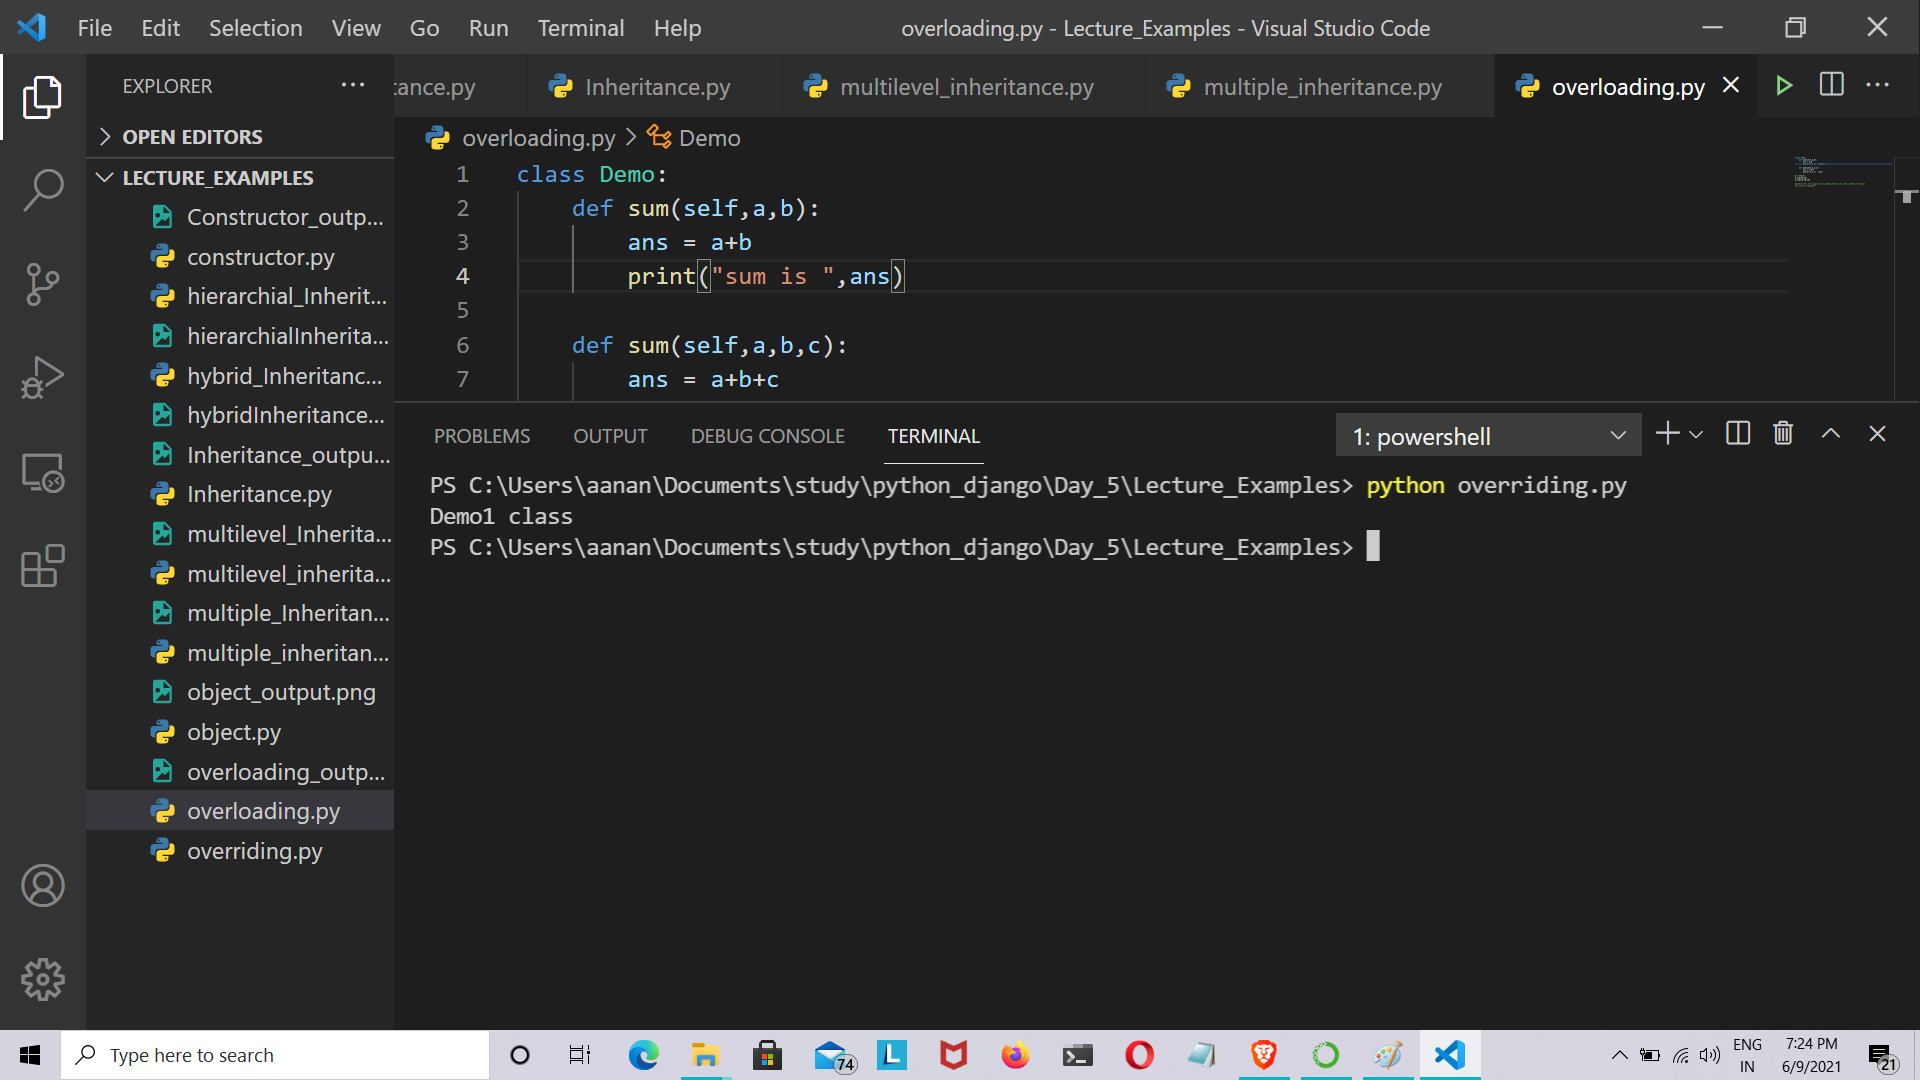 File Edit Selection View Go Run Terminal Help
overloading.py - Lecture_Examples - Visual Studio Code
EXPLORER
tance.py
Inheritance.py
multilevel_inheritance.py
multiple_inheritance.py
overloading.py
OPEN EDITORS
LECTURE_EXAMPLES
Constructor_outp...
constructor.py
hierarchial_Inherit...
hierarchialInherita...
hybrid_Inheritanc...
hybridInheritance...
Inheritance_outpu...
Inheritance.py
multilevel_Inherita...
multilevel_inherita...
multiple_Inheritan...
multiple_inheritan...
object_output.png
object.py
overloading_outp...
overloading.py
overriding.py
overloading.py > Demo
1 class Demo:
2 def sum(self,a,b):
3 ans = a+b
4 print("sum is ",ans)
5
6 def sum(self,a,b,c):
7 ans = a+b+c
PROBLEMS OUTPUT DEBUG CONSOLE TERMINAL
1: powershell
PS C:\Users\aanan\Documents\study\python_django\Day_5\Lecture_Examples> python overriding.py
Demo1 class
PS C:\Users\aanan\Documents\study\python_django\Day_5\Lecture_Examples>
Type here to search
74
L
ENG
IN
7:24 PM
6/9/2021
21